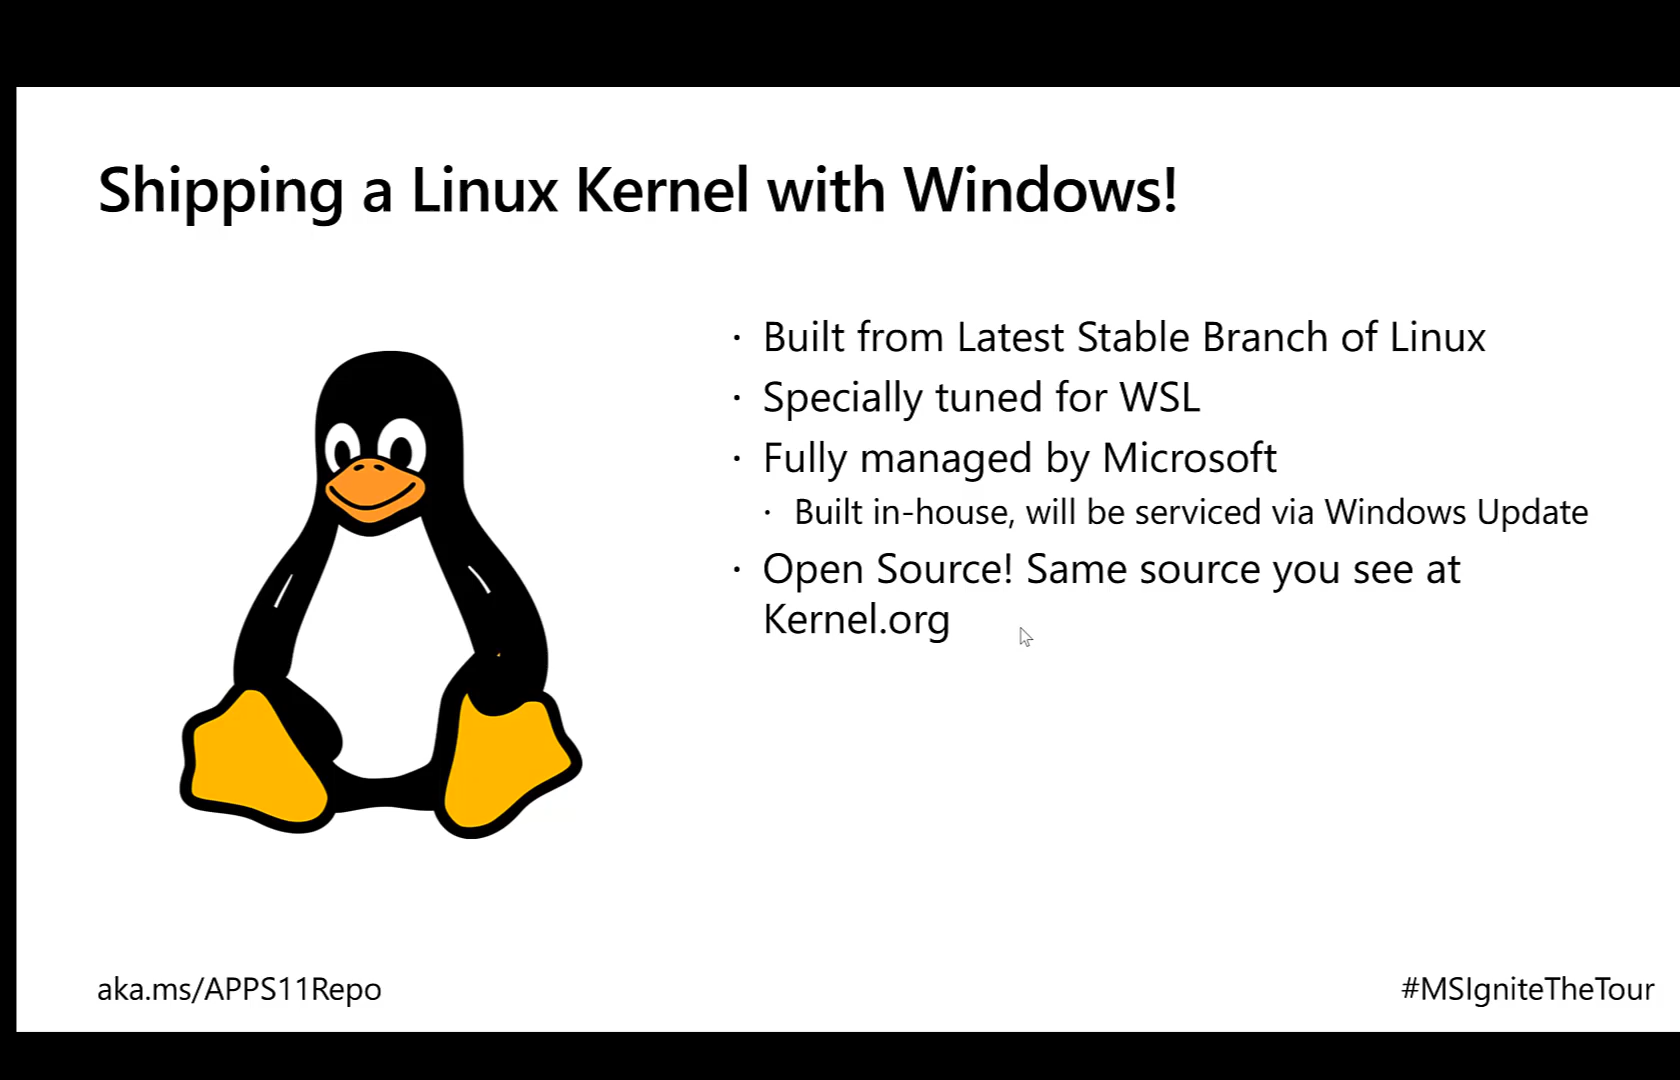 Shipping a Linux Kernel with Windows!
· Built from Latest Stable Branch of Linux
· Specially tuned for WSL
· Fully managed by Microsoft
· Built in-house, will be serviced via Windows Update
· Open Source! Same source you see at
Kernel.org
aka.ms/APPS11Repo
#MSIgniteTheTour